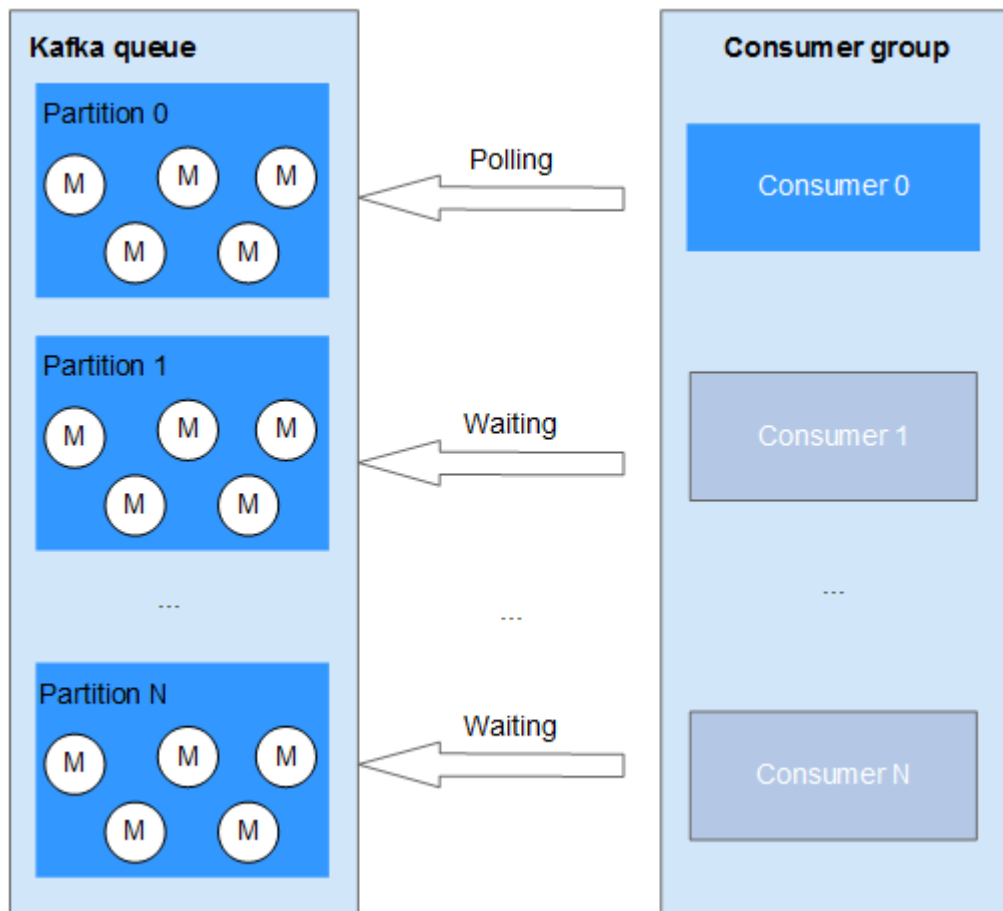 Kafka queue
Partition 0
M
M
M
M
M
Partition 1
M
M
M
M
M
...
Partition N
M
M
M
M
M
Polling
Waiting
...
Waiting
Consumer group
Consumer 0
Consumer 1
...
Consumer N